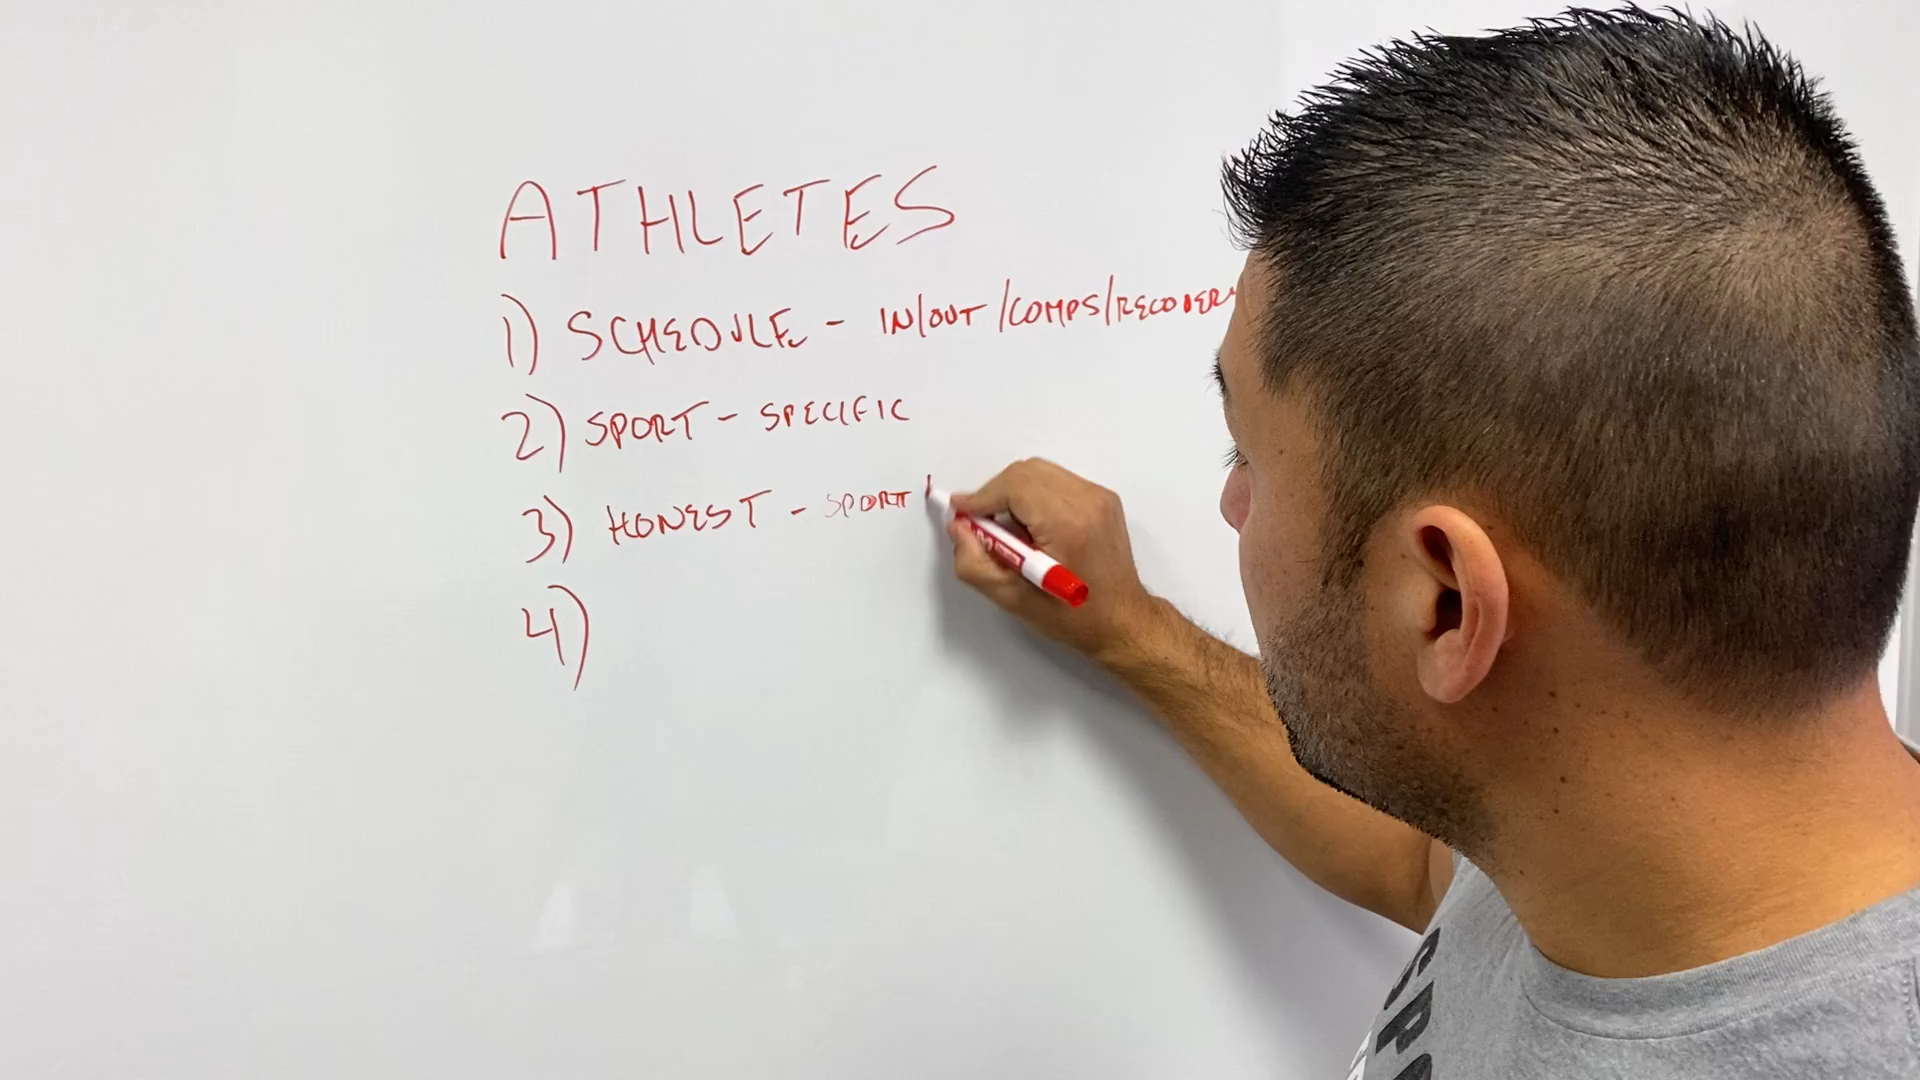 ATHLETES
1) SCHEDULE - IN/OUT/COMPS/RECOVERY
2) SPORT - SPECIFIC
3) HONEST - SPORT
4)